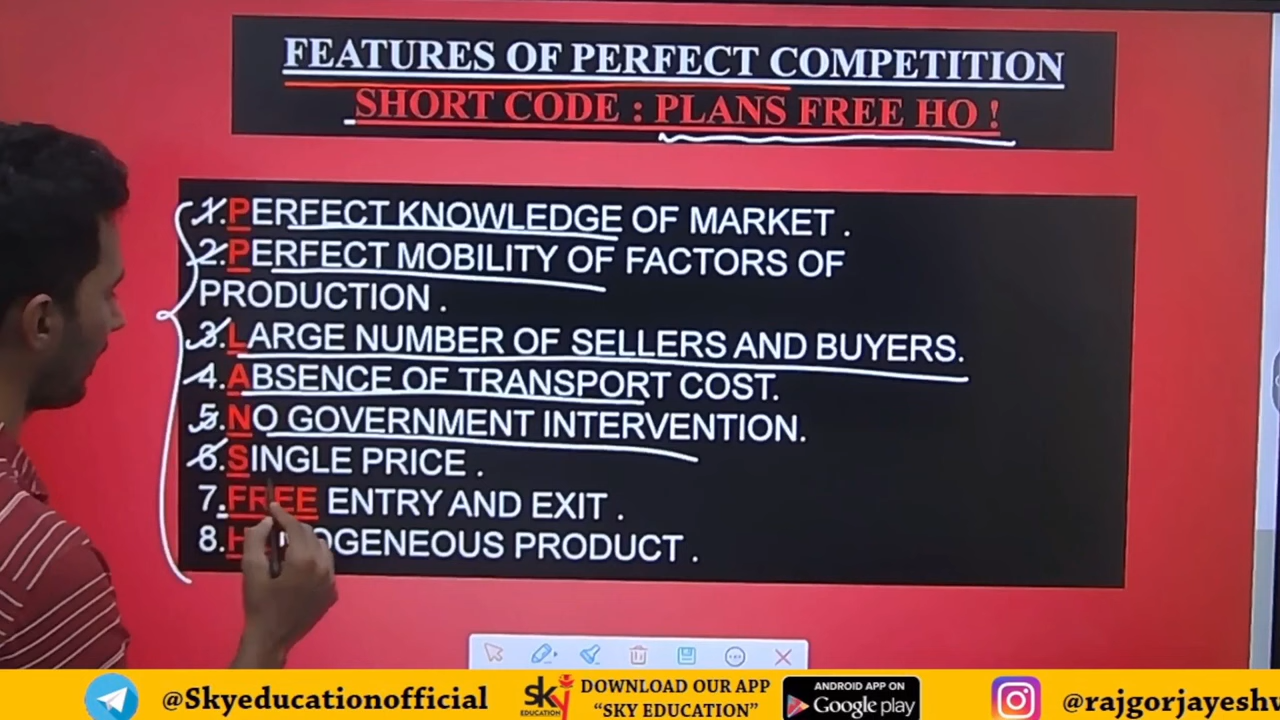 FEATURES OF PERFECT COMPETITION
SHORT CODE : PLANS FREE HO !
1.PERFECT KNOWLEDGE OF MARKET .
2.PERFECT MOBILITY OF FACTORS OF
PRODUCTION .
3.LARGE NUMBER OF SELLERS AND BUYERS.
4.ABSENCE OF TRANSPORT COST.
5.NO GOVERNMENT INTERVENTION.
6.SINGLE PRICE .
7.FREE ENTRY AND EXIT .
8.HOMOGENEOUS PRODUCT .
@Skyeducationofficial
sky
EDUCATION
DOWNLOAD OUR APP
“SKY EDUCATION”
ANDROID APP ON
Google play